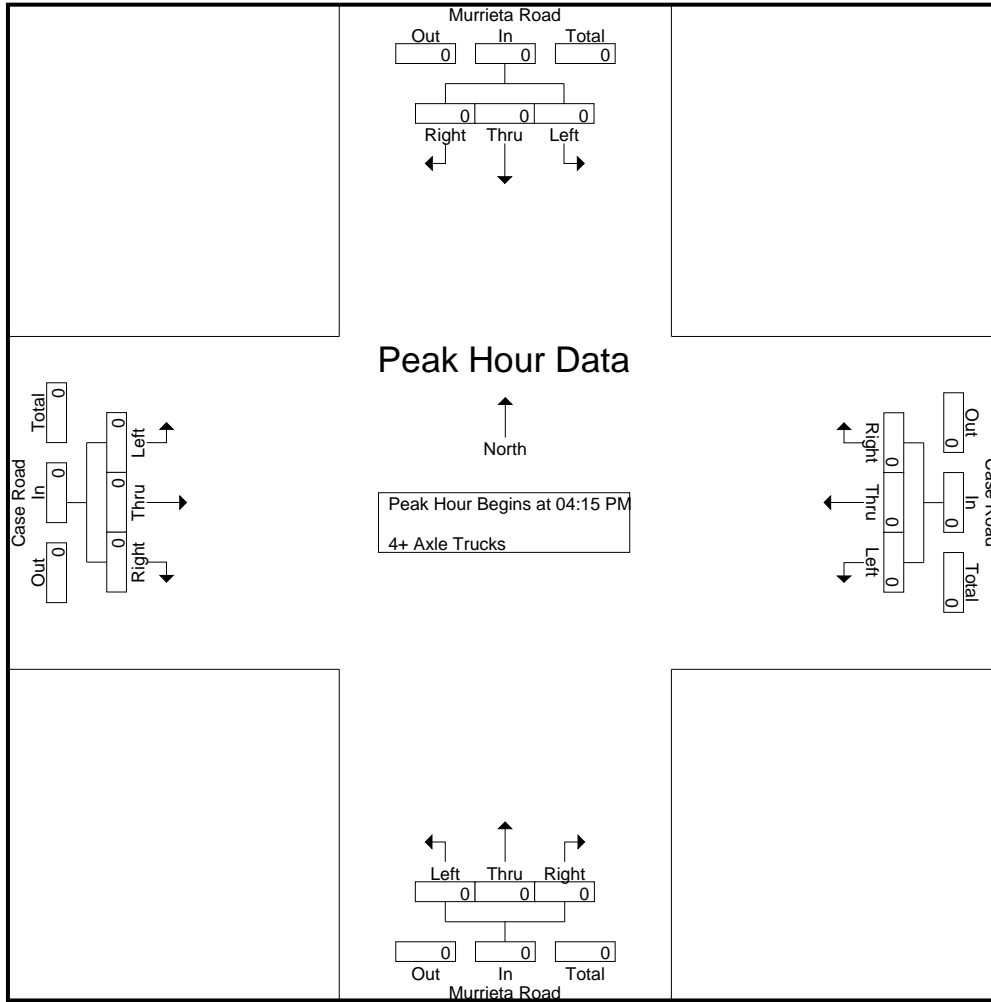 Murrieta Road
Out In Total
0 0 0
0 0 0
Right Thru Left
Peak Hour Data
North
Peak Hour Begins at 04:15 PM
4+ Axle Trucks
Case Road
Total In Out
0 0 0
0 0 0
Left Thru Right
Case Road
Out In Total
0 0 0
0 0 0
Right Thru Left
Left Thru Right
0 0 0
0 0 0
Out In Total
Murrieta Road